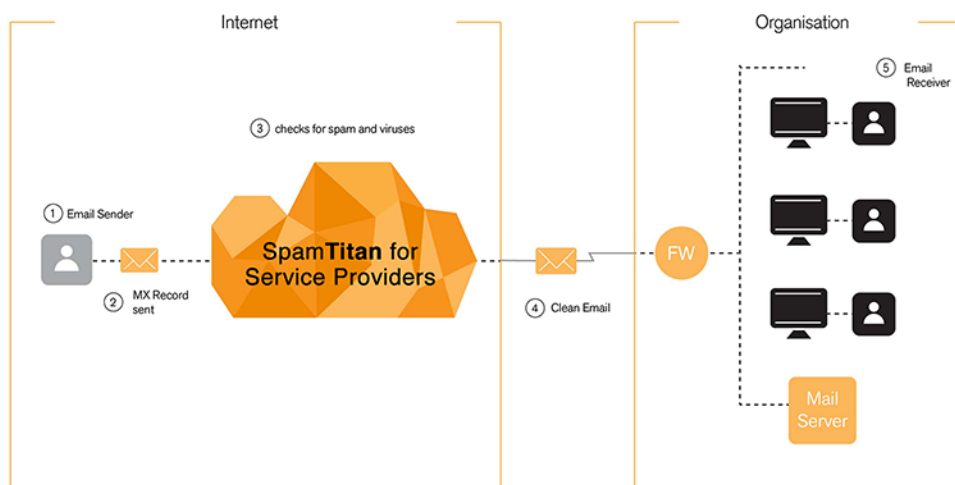 Internet
Organisation
5 Email
Receiver
3 checks for spam and viruses
1 Email Sender
SpamTitan for
Service Providers
FW
2 MX Record
sent
4 Clean Email
Mail
Server